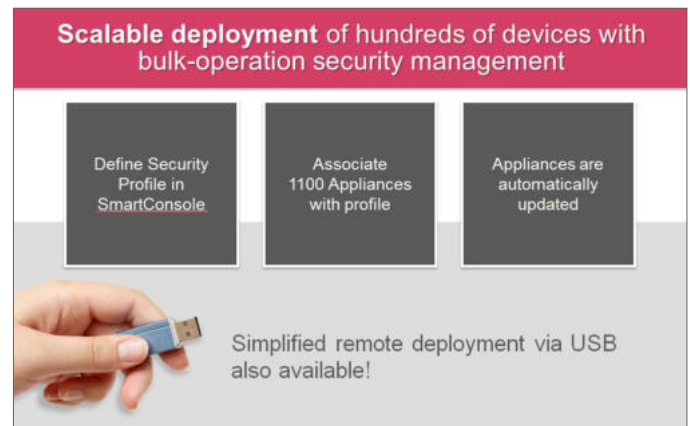 Scalable deployment of hundreds of devices with
bulk-operation security management
Define Security
Profile in
SmartConsole
Associate
1100 Appliances
with profile
Appliances are
automatically
updated
Simplified remote deployment via USB
also available!